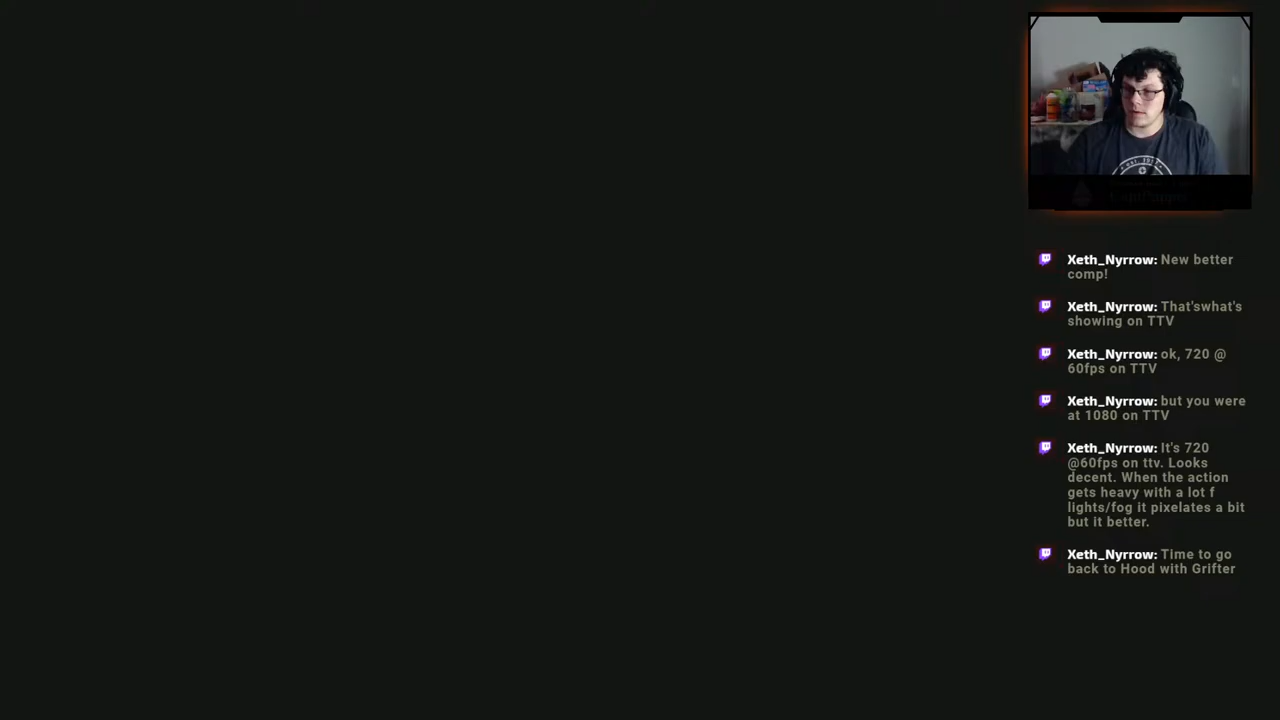 Xeth_Nyrrow: New better
comp!
Xeth_Nyrrow: That'swhat's
showing on TTV
Xeth_Nyrrow: ok, 720 @
60fps on TTV
Xeth_Nyrrow: but you were
at 1080 on TTV
Xeth_Nyrrow: It's 720
@60fps on ttv. Looks
decent. When the action
gets heavy with a lot f
lights/fog it pixelates a bit
but it better.
Xeth_Nyrrow: Time to go
back to Hood with Grifter